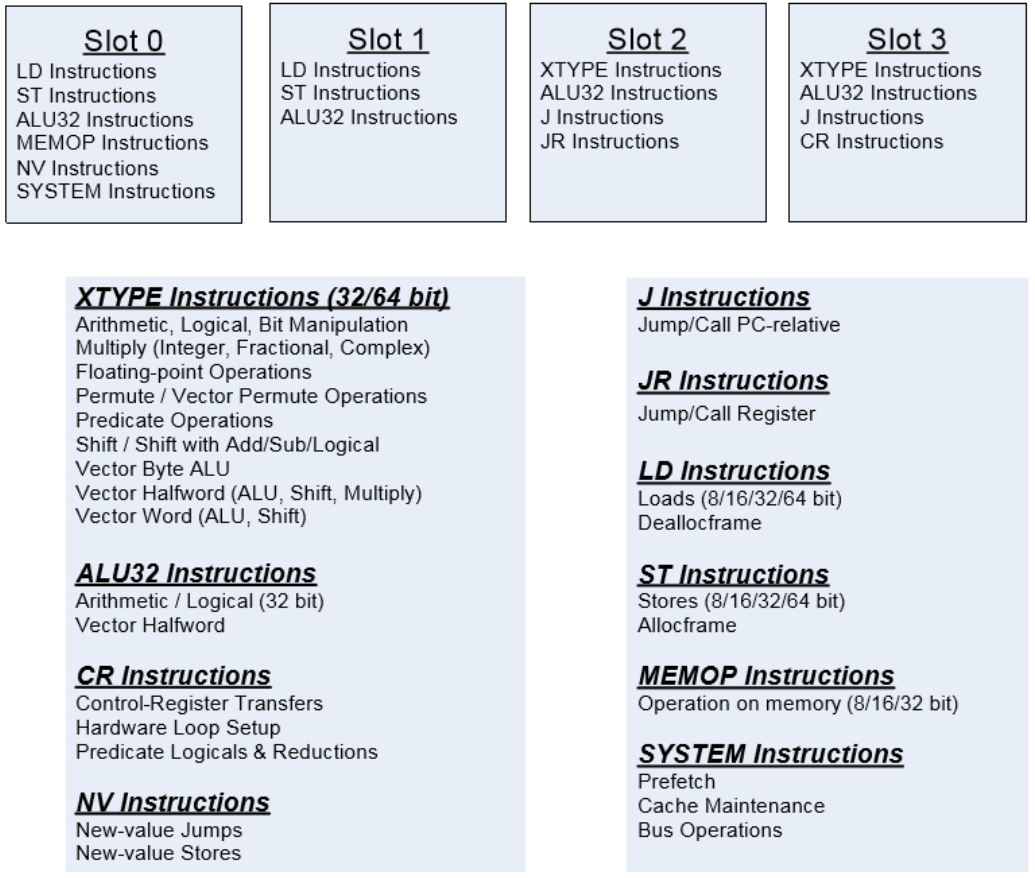 Slot 0
LD Instructions
ST Instructions
ALU32 Instructions
MEMOP Instructions
NV Instructions
SYSTEM Instructions
Slot 1
LD Instructions
ST Instructions
ALU32 Instructions
Slot 2
XTYPE Instructions
ALU32 Instructions
J Instructions
JR Instructions
Slot 3
XTYPE Instructions
ALU32 Instructions
J Instructions
CR Instructions
XTYPE Instructions (32/64 bit)
Arithmetic, Logical, Bit Manipulation
Multiply (Integer, Fractional, Complex)
Floating-point Operations
Permute / Vector Permute Operations
Predicate Operations
Shift / Shift with Add/Sub/Logical
Vector Byte ALU
Vector Halfword (ALU, Shift, Multiply)
Vector Word (ALU, Shift)
ALU32 Instructions
Arithmetic / Logical (32 bit)
Vector Halfword
CR Instructions
Control-Register Transfers
Hardware Loop Setup
Predicate Logicals & Reductions
NV Instructions
New-value Jumps
New-value Stores
J Instructions
Jump/Call PC-relative
JR Instructions
Jump/Call Register
LD Instructions
Loads (8/16/32/64 bit)
Deallocframe
ST Instructions
Stores (8/16/32/64 bit)
Allocframe
MEMOP Instructions
Operation on memory (8/16/32 bit)
SYSTEM Instructions
Prefetch
Cache Maintenance
Bus Operations